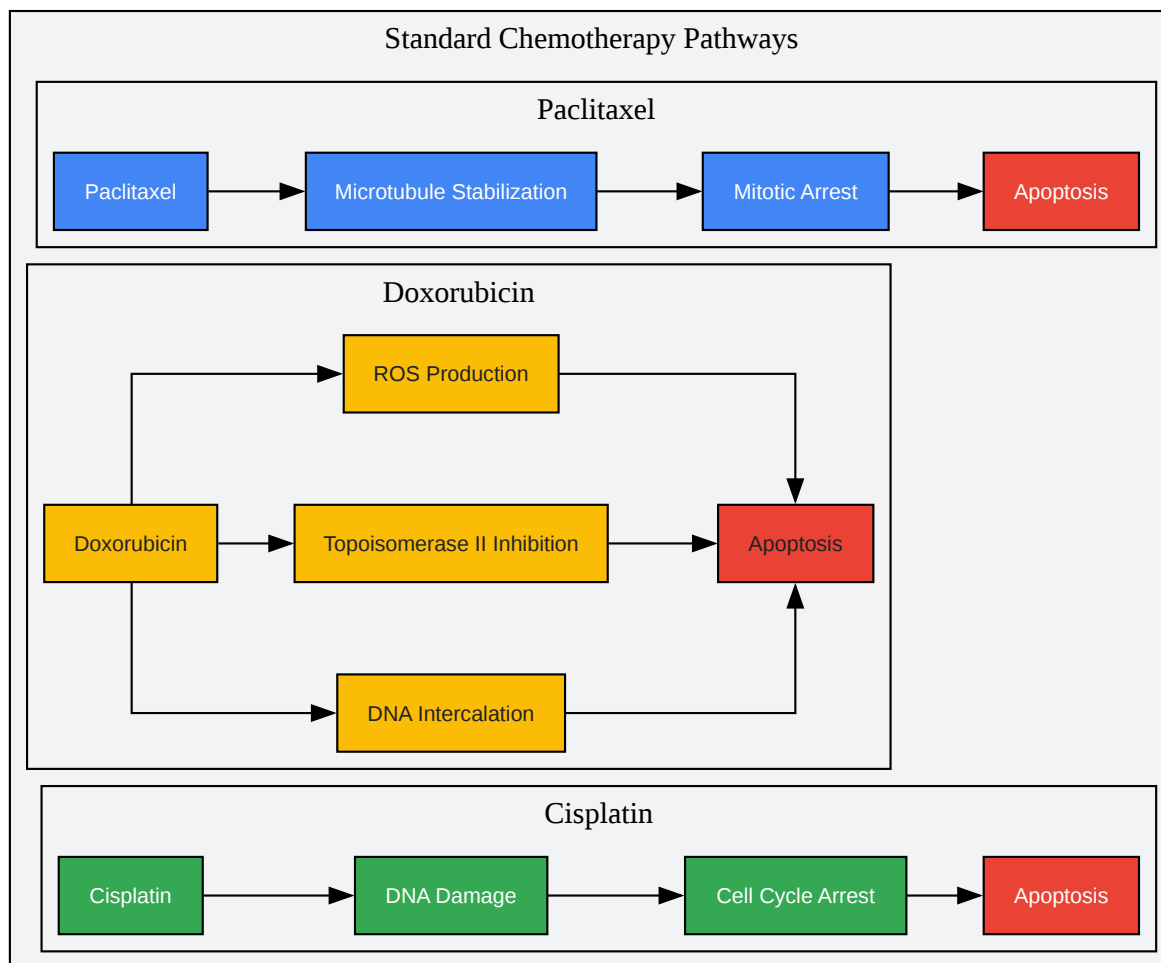 Standard Chemotherapy Pathways
Paclitaxel
Paclitaxel
Microtubule Stabilization
Mitotic Arrest
Apoptosis
Doxorubicin
ROS Production
Doxorubicin
Topoisomerase II Inhibition
Apoptosis
DNA Intercalation
Cisplatin
Cisplatin
DNA Damage
Cell Cycle Arrest
Apoptosis